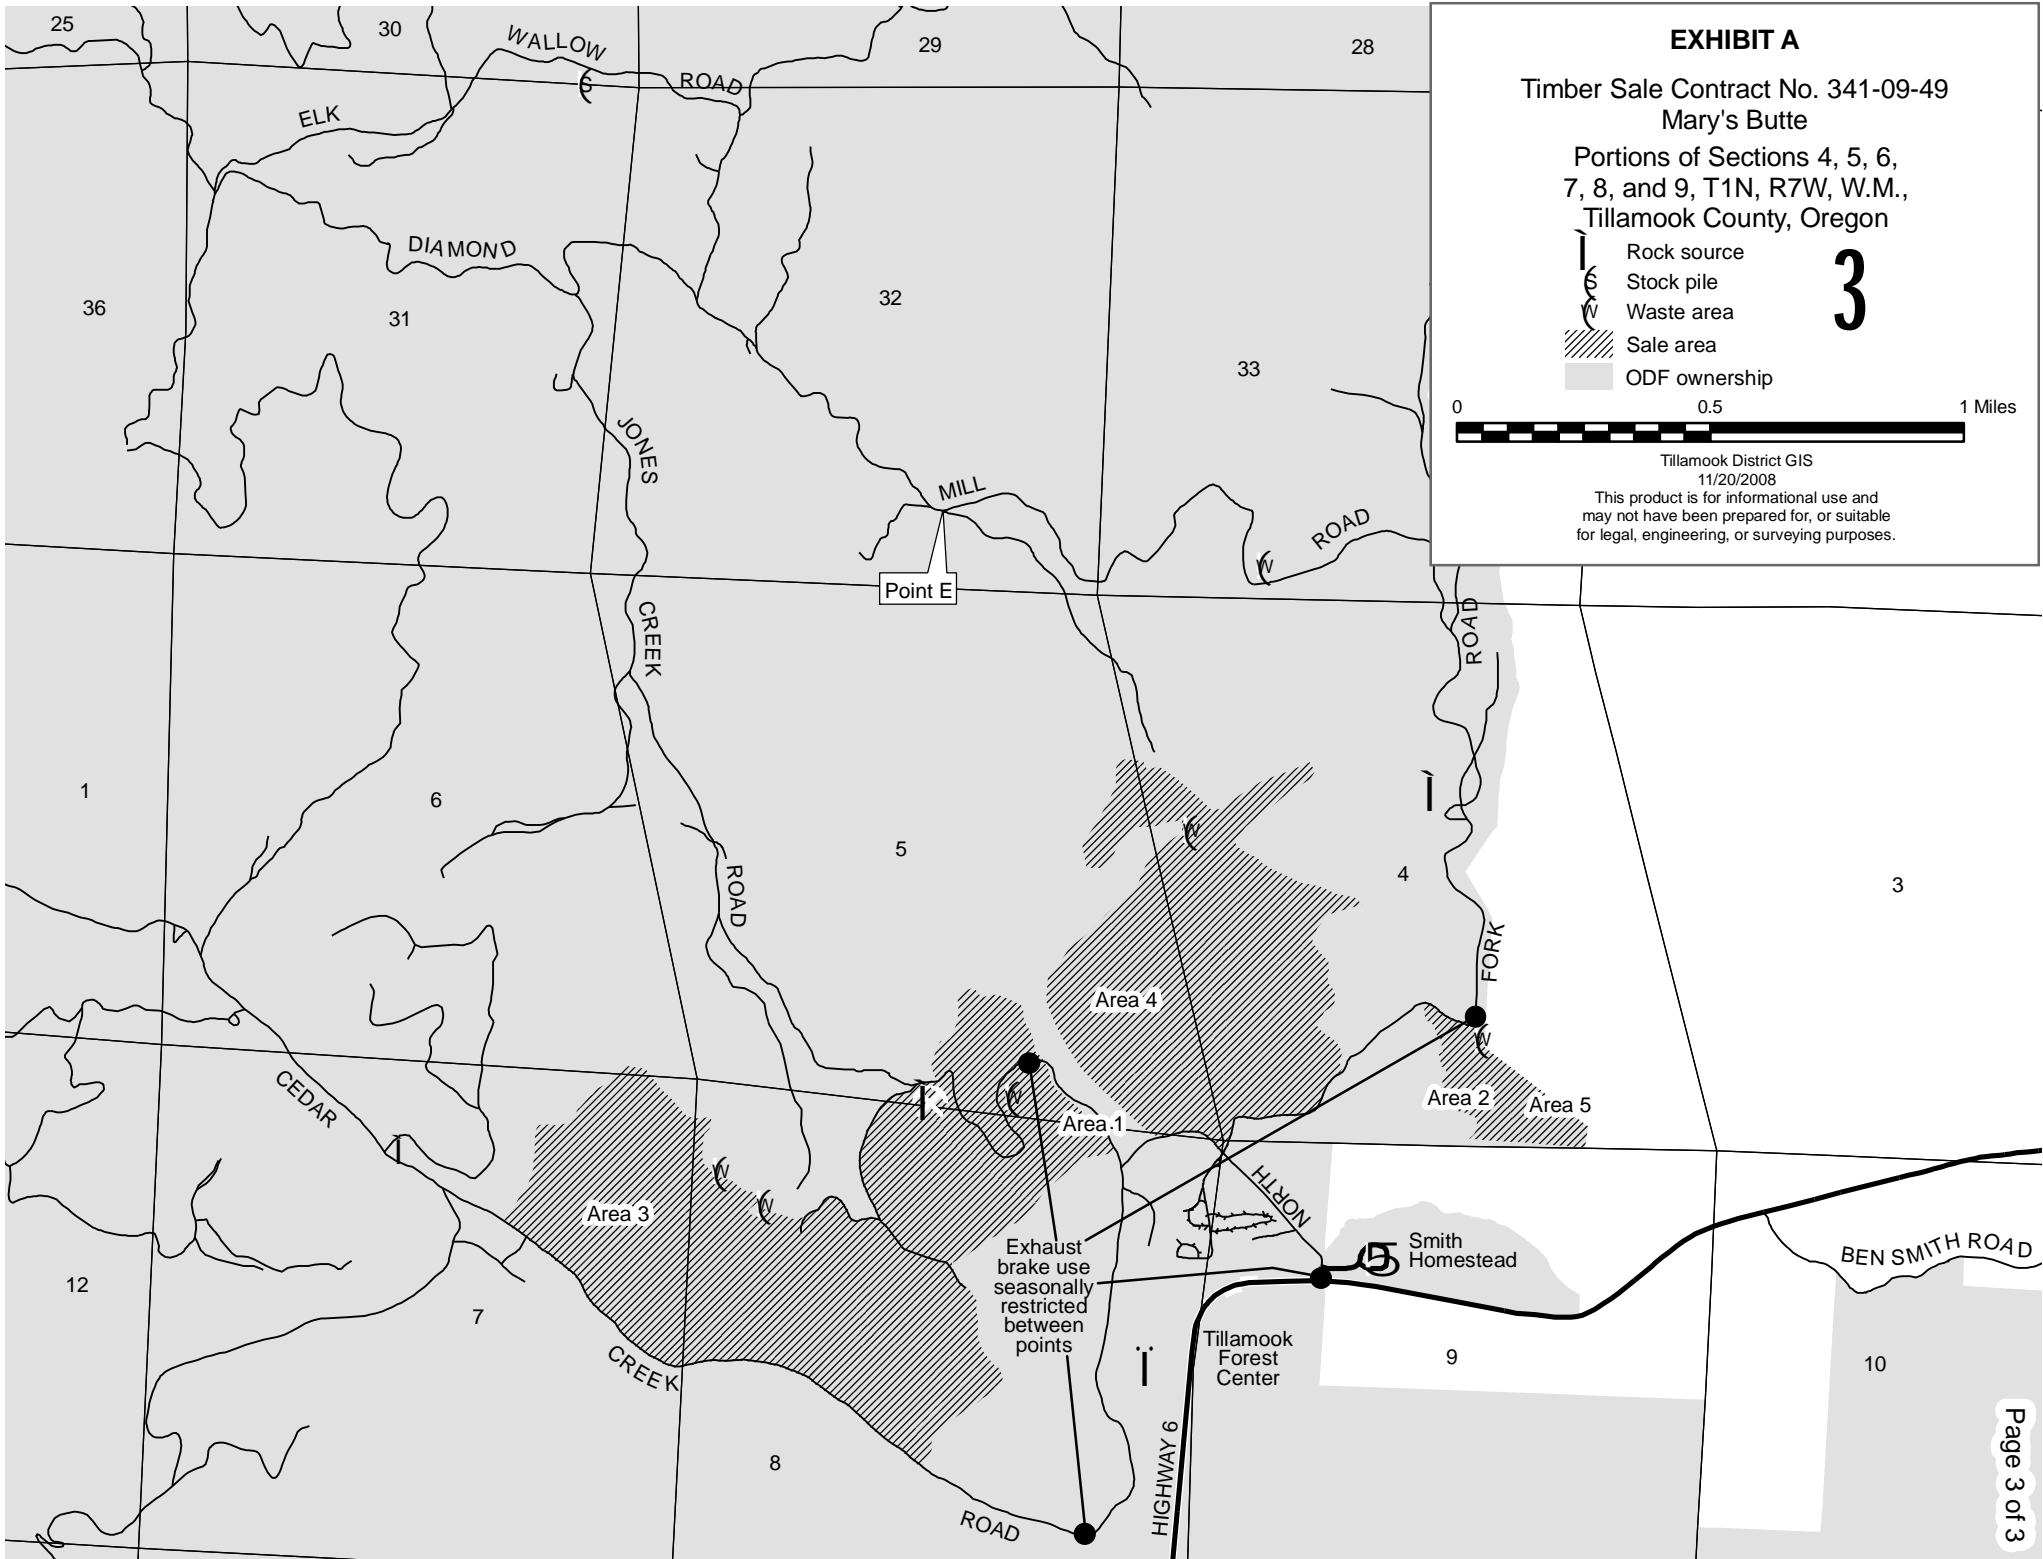 EXHIBIT A
Timber Sale Contract No. 341-09-49
Mary's Butte
Portions of Sections 4, 5, 6,
7, 8, and 9, T1N, R7W, W.M.,
Tillamook County, Oregon
Ì Rock source
S Stock pile
W Waste area
Sale area
ODF ownership
3
0 0.5 1 Miles
Tillamook District GIS
11/20/2008
This product is for informational use and
may not have been prepared for, or suitable
for legal, engineering, or surveying purposes.
25
30
29
28
WALLOW
ROAD
S
ELK
DIAMOND
36
31
32
33
JONES
MILL
ROAD
W
Point E
CREEK
ROAD
1
6
5
4
3
Ì
W
ROAD
FORK
Area 4
W
Area 2
Area 5
CEDAR
Ì
Ì
W
Area 1
Area 3
W
W
NORTH
Smith
Homestead
BEN SMITH ROAD
Exhaust
brake use
seasonally
restricted
between
points
12
7
Tillamook
Forest
Center
Ï
9
10
CREEK
8
HIGHWAY 6
ROAD
Page 3 of 3